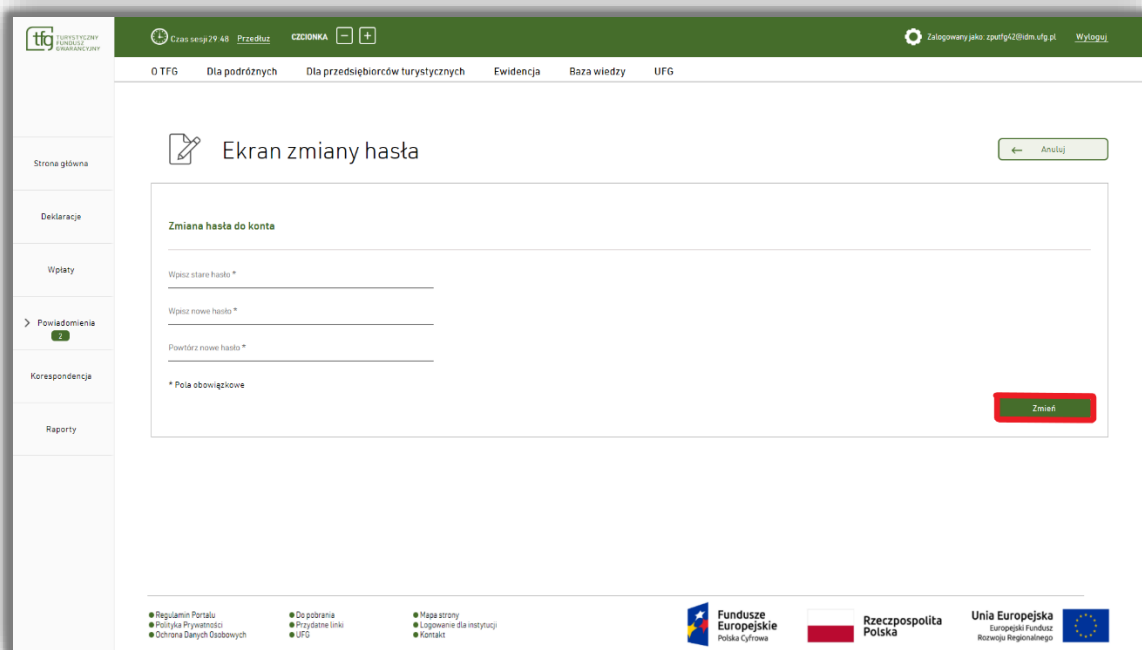 tfg TURYSTYCZNY
FUNDUSZ
GWARANCYJNY
Czas sesji29:48 Przedłuż CZCIONKA − +
Zalogowany jako: zputfg42@idm.ufg.pl Wyloguj
O TFG Dla podróżnych Dla przedsiębiorców turystycznych Ewidencja Baza wiedzy UFG
Strona główna
Deklaracje
Wpłaty
Powiadomienia
2
Korespondencja
Raporty
Ekran zmiany hasła
← Anuluj
Zmiana hasła do konta
Wpisz stare hasło *
Wpisz nowe hasło *
Powtórz nowe hasło *
* Pola obowiązkowe
Zmień
Regulamin Portalu
Polityka Prywatności
Ochrona Danych Osobowych
Do pobrania
Przydatne linki
UFG
Mapa strony
Logowanie dla instytucji
Kontakt
Fundusze
Europejskie
Polska Cyfrowa
Rzeczpospolita
Polska
Unia Europejska
Europejski Fundusz
Rozwoju Regionalnego